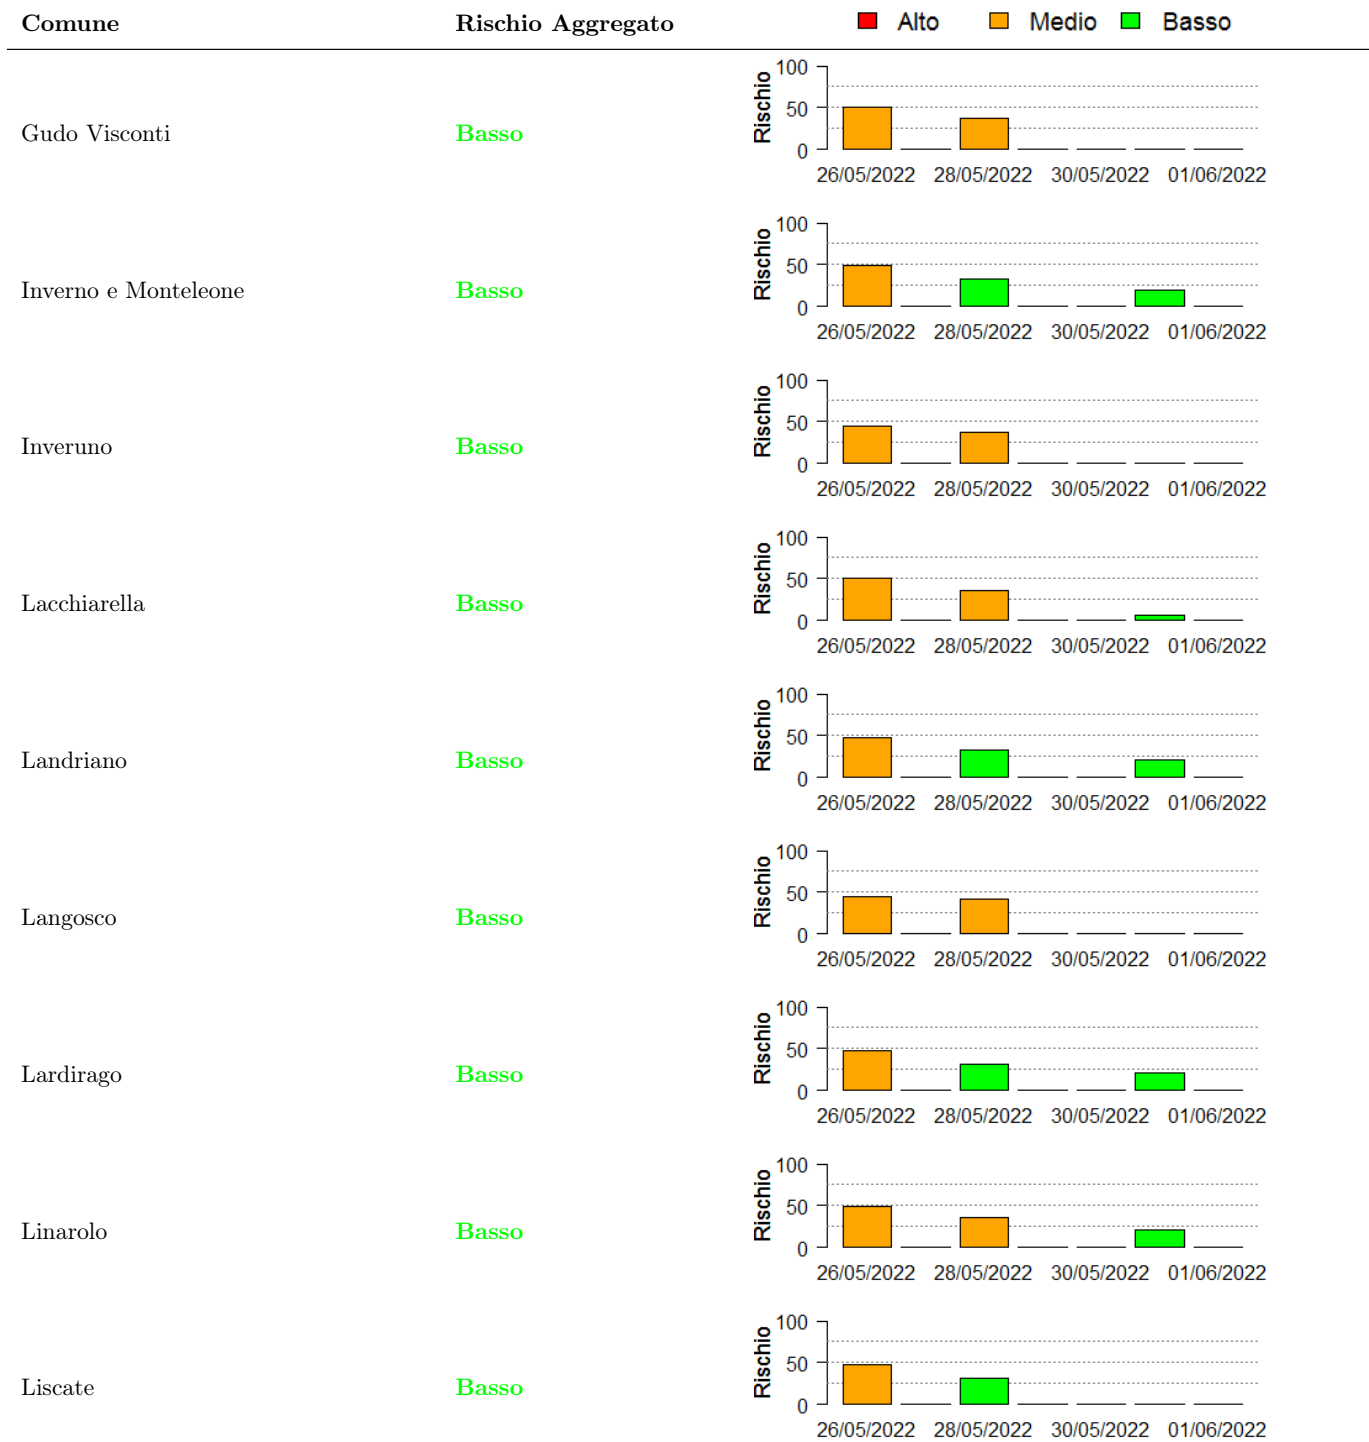 Comune Rischio Aggregato Alto Medio Basso
Gudo Visconti Basso
Rischio
100
50
0
26/05/2022 28/05/2022 30/05/2022 01/06/2022
Inverno e Monteleone Basso
Rischio
100
50
0
26/05/2022 28/05/2022 30/05/2022 01/06/2022
Inveruno Basso
Rischio
100
50
0
26/05/2022 28/05/2022 30/05/2022 01/06/2022
Lacchiarella Basso
Rischio
100
50
0
26/05/2022 28/05/2022 30/05/2022 01/06/2022
Landriano Basso
Rischio
100
50
0
26/05/2022 28/05/2022 30/05/2022 01/06/2022
Langosco Basso
Rischio
100
50
0
26/05/2022 28/05/2022 30/05/2022 01/06/2022
Lardirago Basso
Rischio
100
50
0
26/05/2022 28/05/2022 30/05/2022 01/06/2022
Linarolo Basso
Rischio
100
50
0
26/05/2022 28/05/2022 30/05/2022 01/06/2022
Liscate Basso
Rischio
100
50
0
26/05/2022 28/05/2022 30/05/2022 01/06/2022